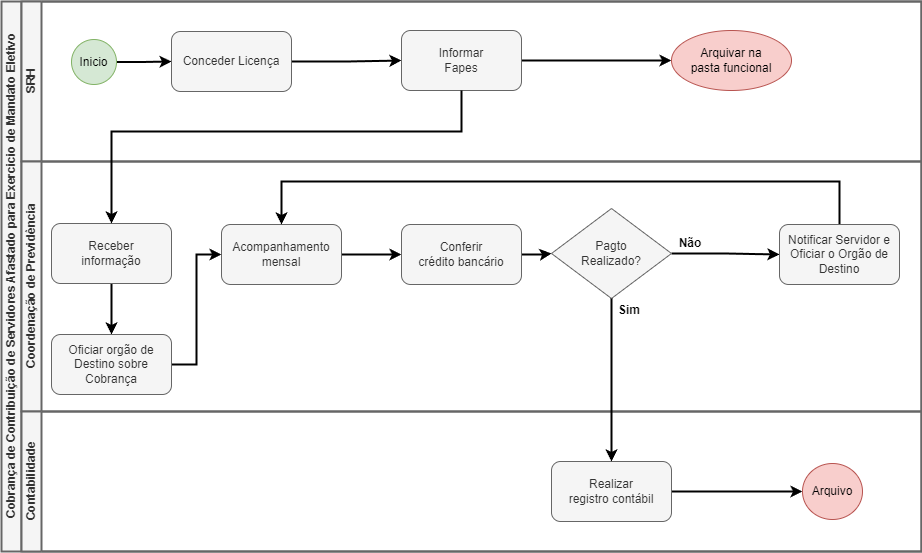 Cobrança de Contribuição de Servidores Afastado para Exercício de Mandato Eletivo
SRH
Inicio
Conceder Licença
Informar
Fapes
Arquivar na
pasta funcional
Coordenação de Previdência
Receber
informação
Acompanhamento
mensal
Conferir
crédito bancário
Pagto
Realizado?
Não
Notificar Servidor e
Oficiar o Orgão de
Destino
Sim
Oficiar orgão de
Destino sobre
Cobrança
Contabilidade
Realizar
registro contábil
Arquivo